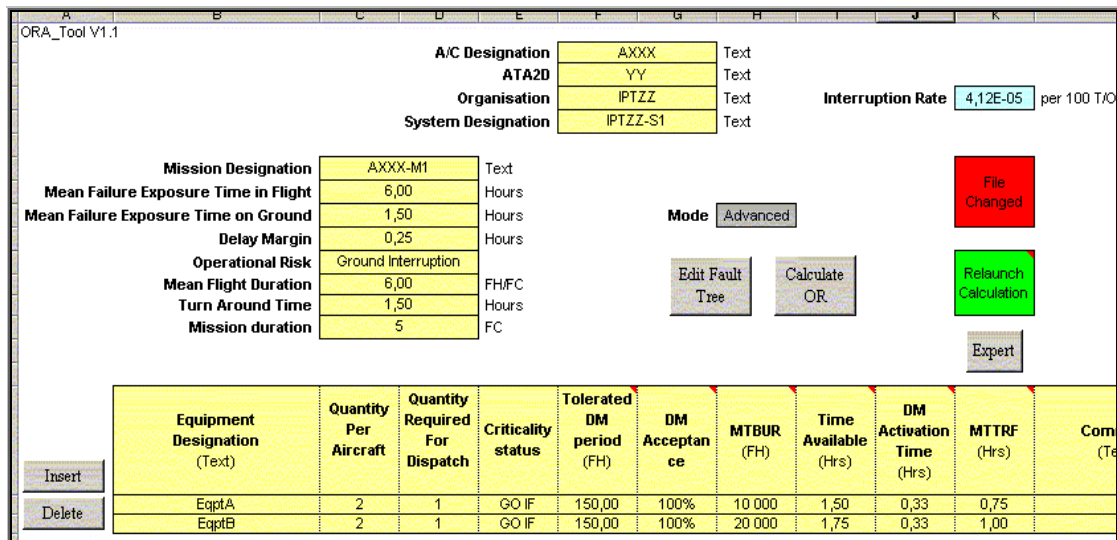 A B C D E F G H I J K
ORA_Tool V1.1
A/C Designation AXXX Text
ATA2D YY Text
Organisation IPTZZ Text Interruption Rate 4,12E-05 per 100 T/O
System Designation IPTZZ-S1 Text
Mission Designation AXXX-M1 Text
Mean Failure Exposure Time in Flight 6,00 Hours
Mean Failure Exposure Time on Ground 1,50 Hours
Delay Margin 0,25 Hours
Operational Risk Ground Interruption
Mean Flight Duration 6,00 FH/FC
Turn Around Time 1,50 Hours
Mission duration 5 FC
Mode Advanced
File
Changed
Edit Fault
Tree
Calculate
OR
Relaunch
Calculation
Expert
Equipment
Designation
(Text)
Quantity
Per
Aircraft
Quantity
Required
For
Dispatch
Criticality
status
Tolerated
DM
period
(FH)
DM
Acceptan
ce
MTBUR
(FH)
Time
Available
(Hrs)
DM
Activation
Time
(Hrs)
MTTRF
(Hrs)
Com
(Te
Insert
Delete
EqptA 2 1 GO IF 150,00 100% 10 000 1,50 0,33 0,75
EqptB 2 1 GO IF 150,00 100% 20 000 1,75 0,33 1,00